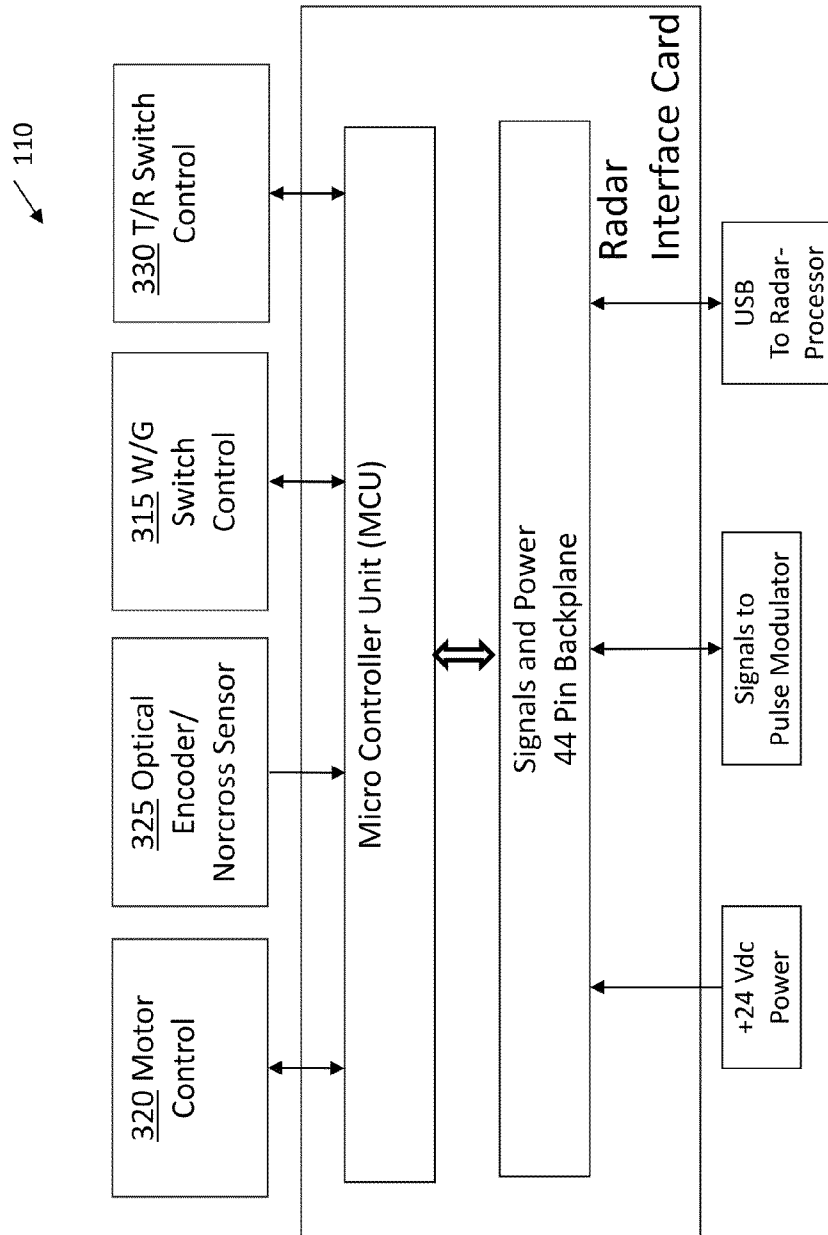 110
320 Motor
Control
325 Optical
Encoder/
Norcross Sensor
315 W/G
Switch
Control
330 T/R Switch
Control
Micro Controller Unit (MCU)
Signals and Power
44 Pin Backplane
Radar
Interface Card
+24 Vdc
Power
Signals to
Pulse Modulator
USB
To Radar-
Processor